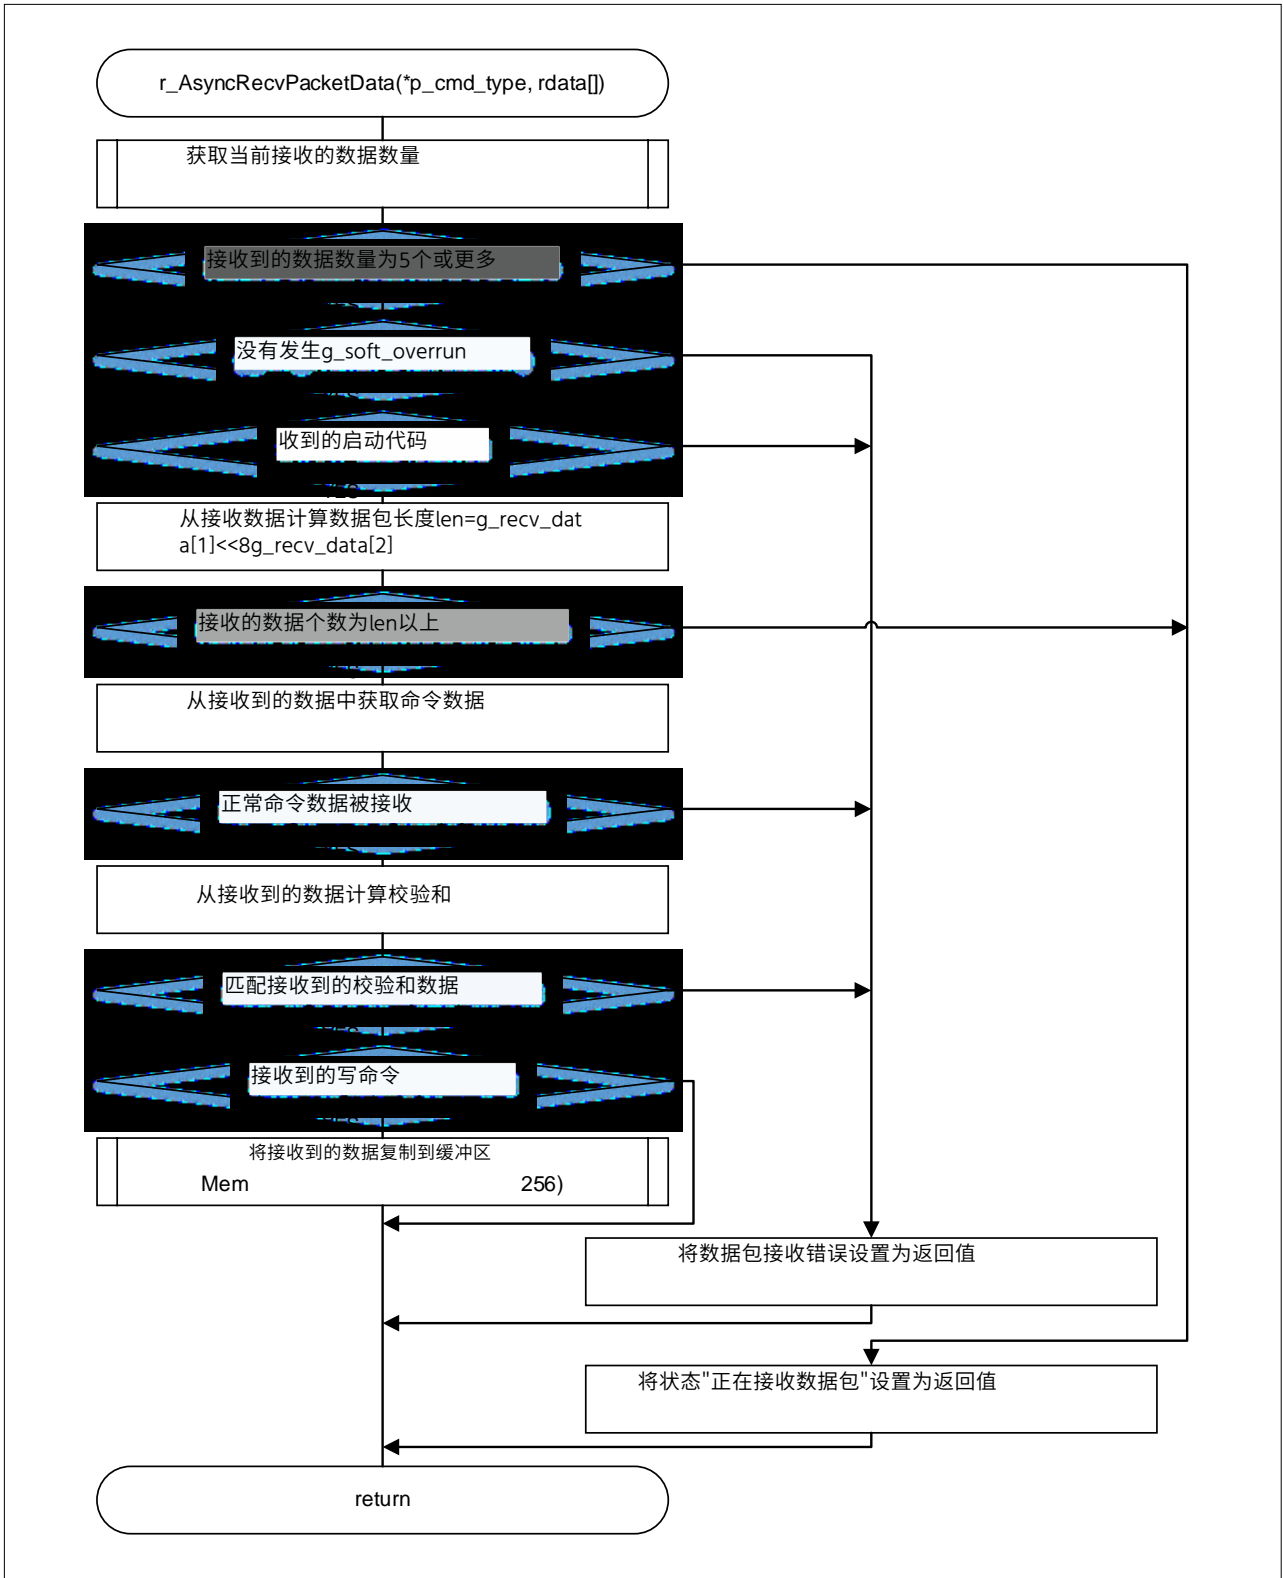 r_AsyncRecvPacketData(*p_cmd_type, rdata[])
获取当前接收的数据数量
接收到的数据数量为5个或更多
没有发生g_soft_overrun
收到的启动代码
从接收数据计算数据包长度len=g_recv_dat
a[1]<<8g_recv_data[2]
接收的数据个数为len以上
从接收到的数据中获取命令数据
正常命令数据被接收
从接收到的数据计算校验和
匹配接收到的校验和数据
接收到的写命令
将接收到的数据复制到缓冲区
Mem 256)
将数据包接收错误设置为返回值
将状态"正在接收数据包"设置为返回值
return